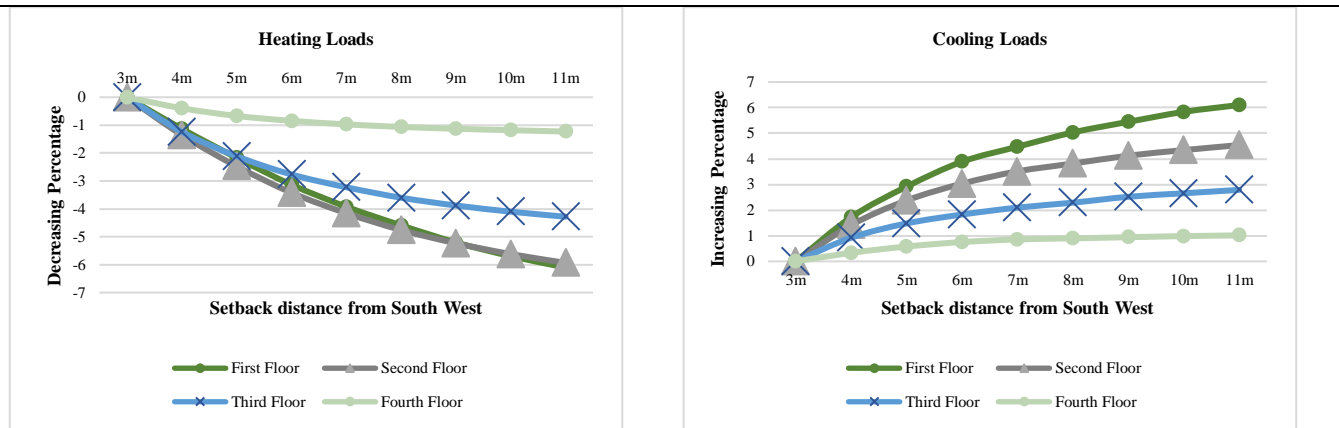 Heating Loads
3m 4m 5m 6m 7m 8m 9m 10m 11m
0
-1
-2
-3
-4
-5
-6
-7
Decreasing Percentage
Setback distance from South West
First Floor Second Floor
Third Floor Fourth Floor
Cooling Loads
7
6
5
4
3
2
1
0
Increasing Percentage
3m 4m 5m 6m 7m 8m 9m 10m 11m
Setback distance from South West
First Floor Second Floor
Third Floor Fourth Floor